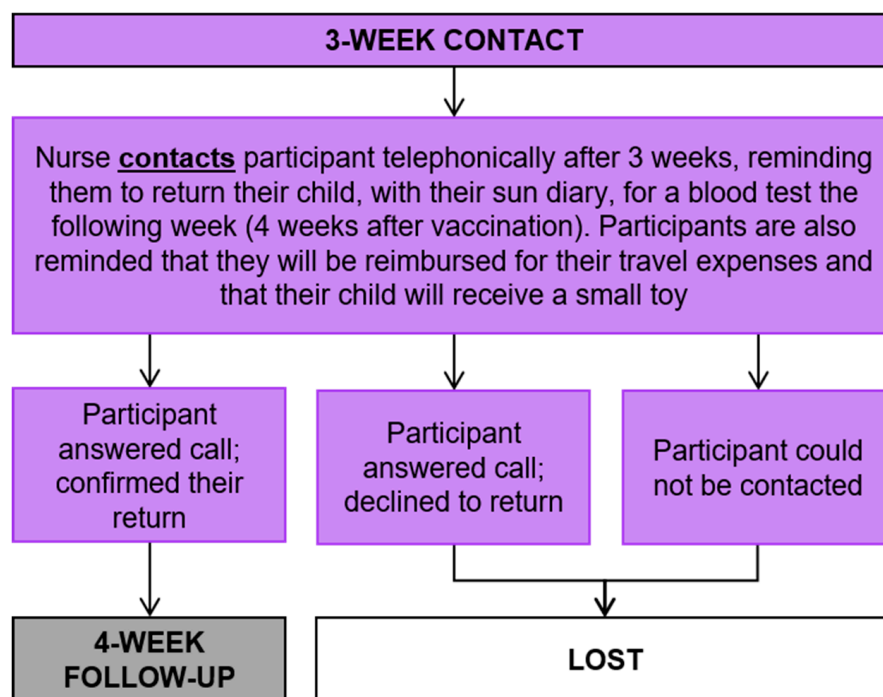 3-WEEK CONTACT
Nurse contacts participant telephonically after 3 weeks, reminding
them to return their child, with their sun diary, for a blood test the
following week (4 weeks after vaccination). Participants are also
reminded that they will be reimbursed for their travel expenses and
that their child will receive a small toy
Participant
answered call;
confirmed their
return
Participant
answered call;
declined to return
Participant could
not be contacted
4-WEEK
FOLLOW-UP
LOST